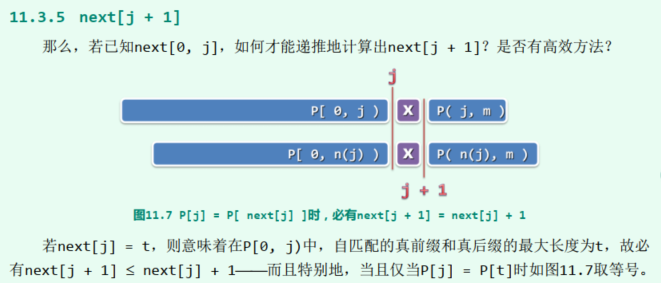 11.3.5 next[j + 1]
那么，若已知next[0, j]，如何才能递推地计算出next[j + 1]？是否有高效方法？
j
P[ 0, j ) X P( j, m )
P[ 0, n(j) ) X P( n(j), m )
j + 1
图11.7 P[j] = P[ next[j] ]时，必有next[j + 1] = next[j] + 1
若next[j] = t，则意味着在P[0, j)中，自匹配的真前缀和真后缀的最大长度为t，故必
有next[j + 1] ≤ next[j] + 1——而且特别地，当且仅当P[j] = P[t]时如图11.7取等号。